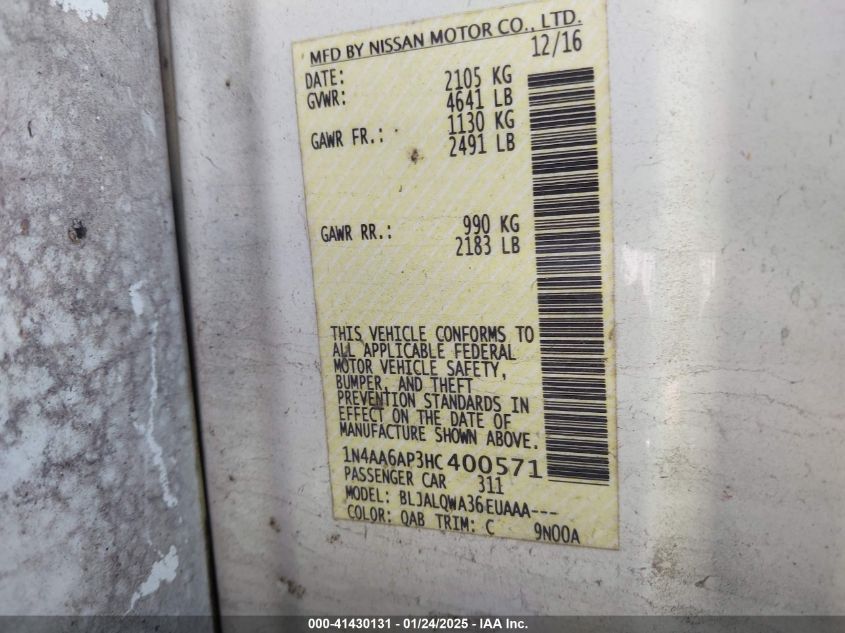 MFD BY NISSAN MOTOR CO., LTD.
DATE: 12/16
GVWR: 2105 KG
4641 LB
GAWR FR.: 1130 KG
2491 LB
GAWR RR.: 990 KG
2183 LB
THIS VEHICLE CONFORMS TO
ALL APPLICABLE FEDERAL
MOTOR VEHICLE SAFETY,
BUMPER, AND THEFT
PREVENTION STANDARDS IN
EFFECT ON THE DATE OF
MANUFACTURE SHOWN ABOVE.
1N4AA6AP3HC400571
PASSENGER CAR 311
MODEL: BLJALQWA36EUAAA---
COLOR: QAB TRIM: C 9N00A
000-41430131 - 01/24/2025 - IAA Inc.